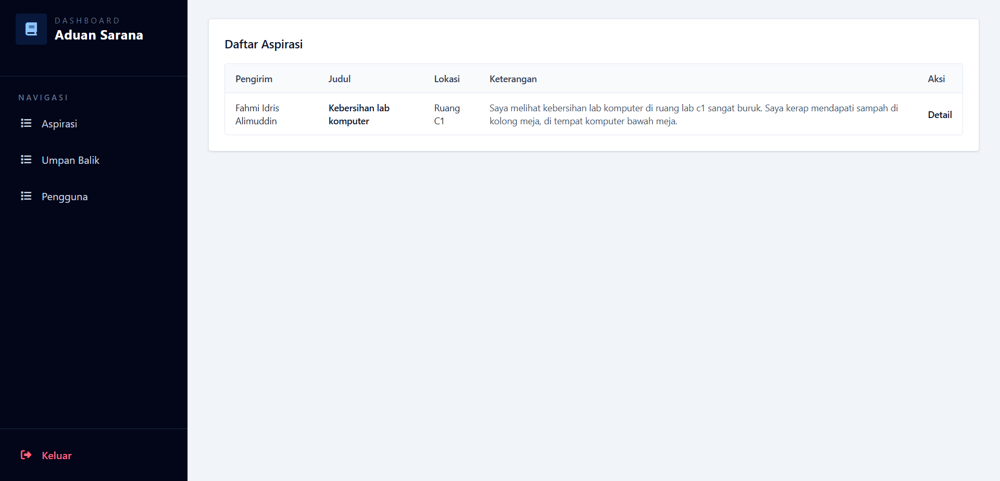 DASHBOARD
Aduan Sarana
NAVIGASI
Aspirasi
Umpan Balik
Pengguna
Keluar
Daftar Aspirasi
Pengirim Judul Lokasi Keterangan Aksi
Fahmi Idris Kebersihan lab Ruang Saya melihat kebersihan lab komputer di ruang lab c1 sangat buruk. Saya kerap mendapati sampah di
Detail
Alimuddin komputer C1 kolong meja, di tempat komputer bawah meja.